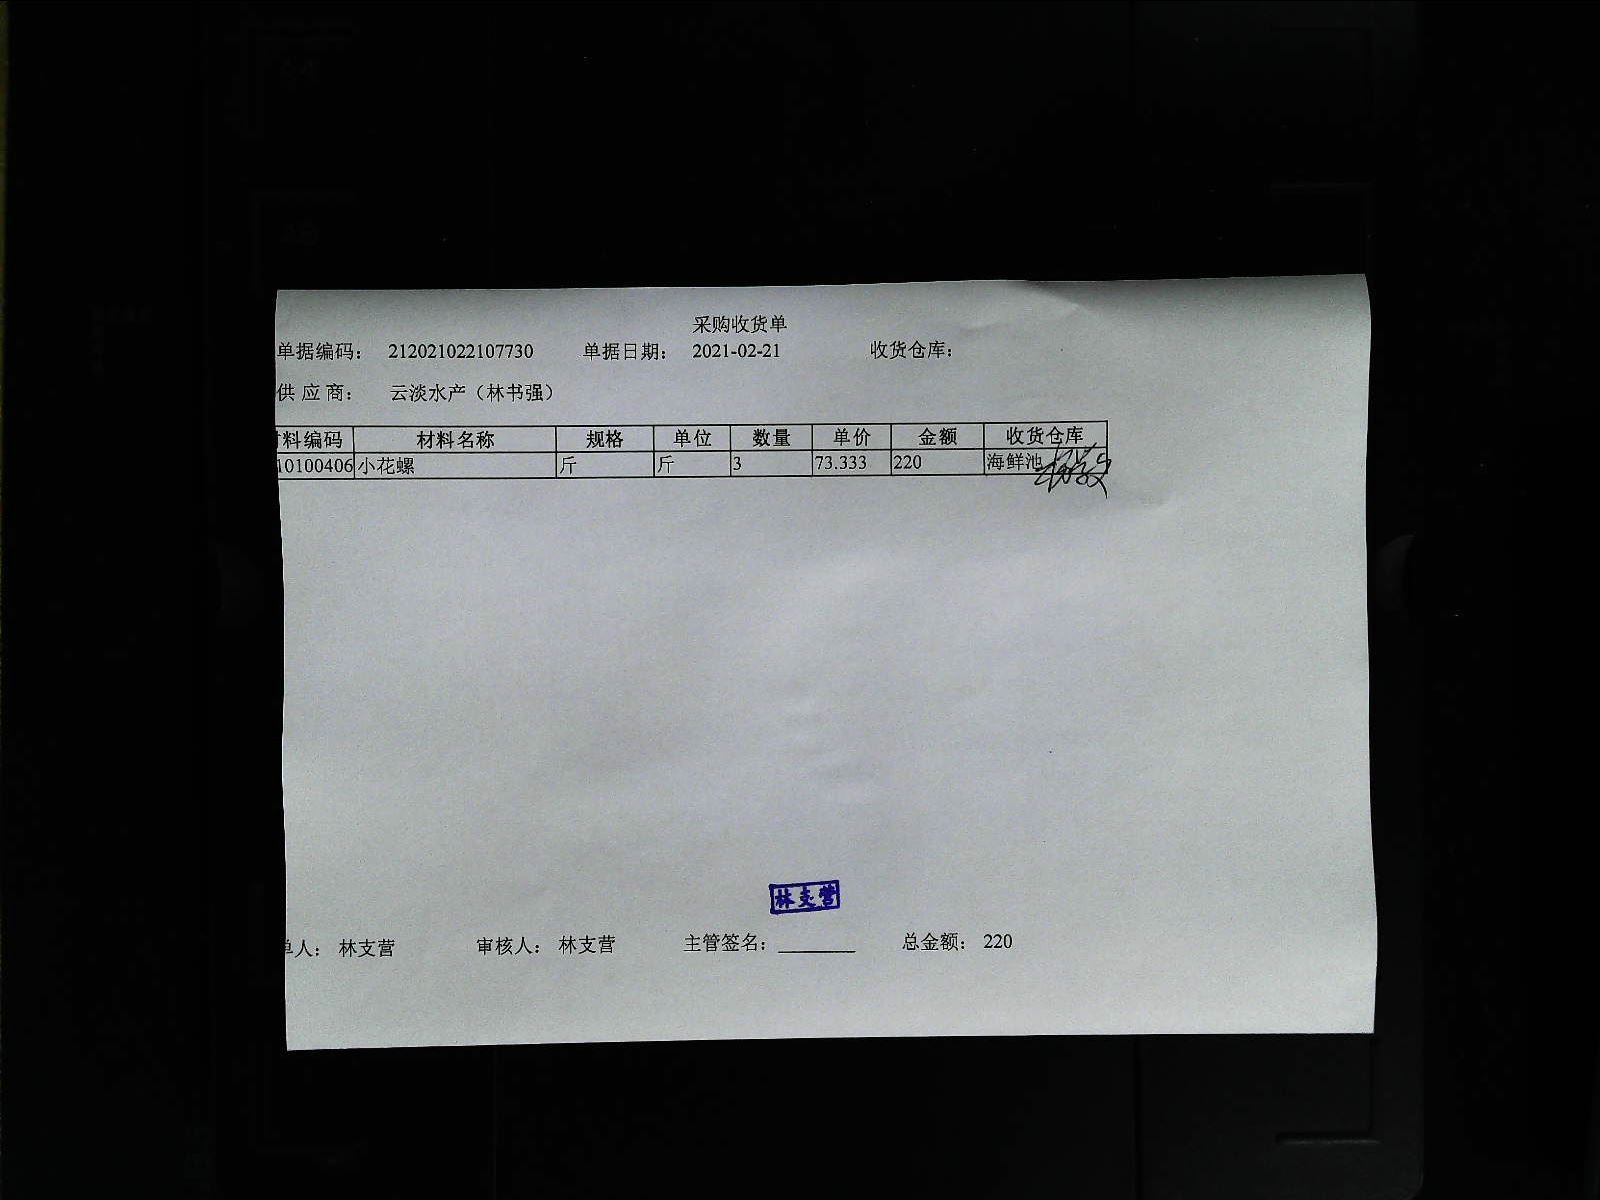 采购收货单
单据编码： 212021022107730 单据日期： 2021-02-21 收货仓库：
供应商： 云淡水产（林书强）
料编码 材料名称 规格 单位 数量 单价 金额 收货仓库
10100406 小花螺 斤 斤 3 73.333 220 海鲜池
林支营
单人： 林支营 审核人： 林支营 主管签名： ________ 总金额： 220